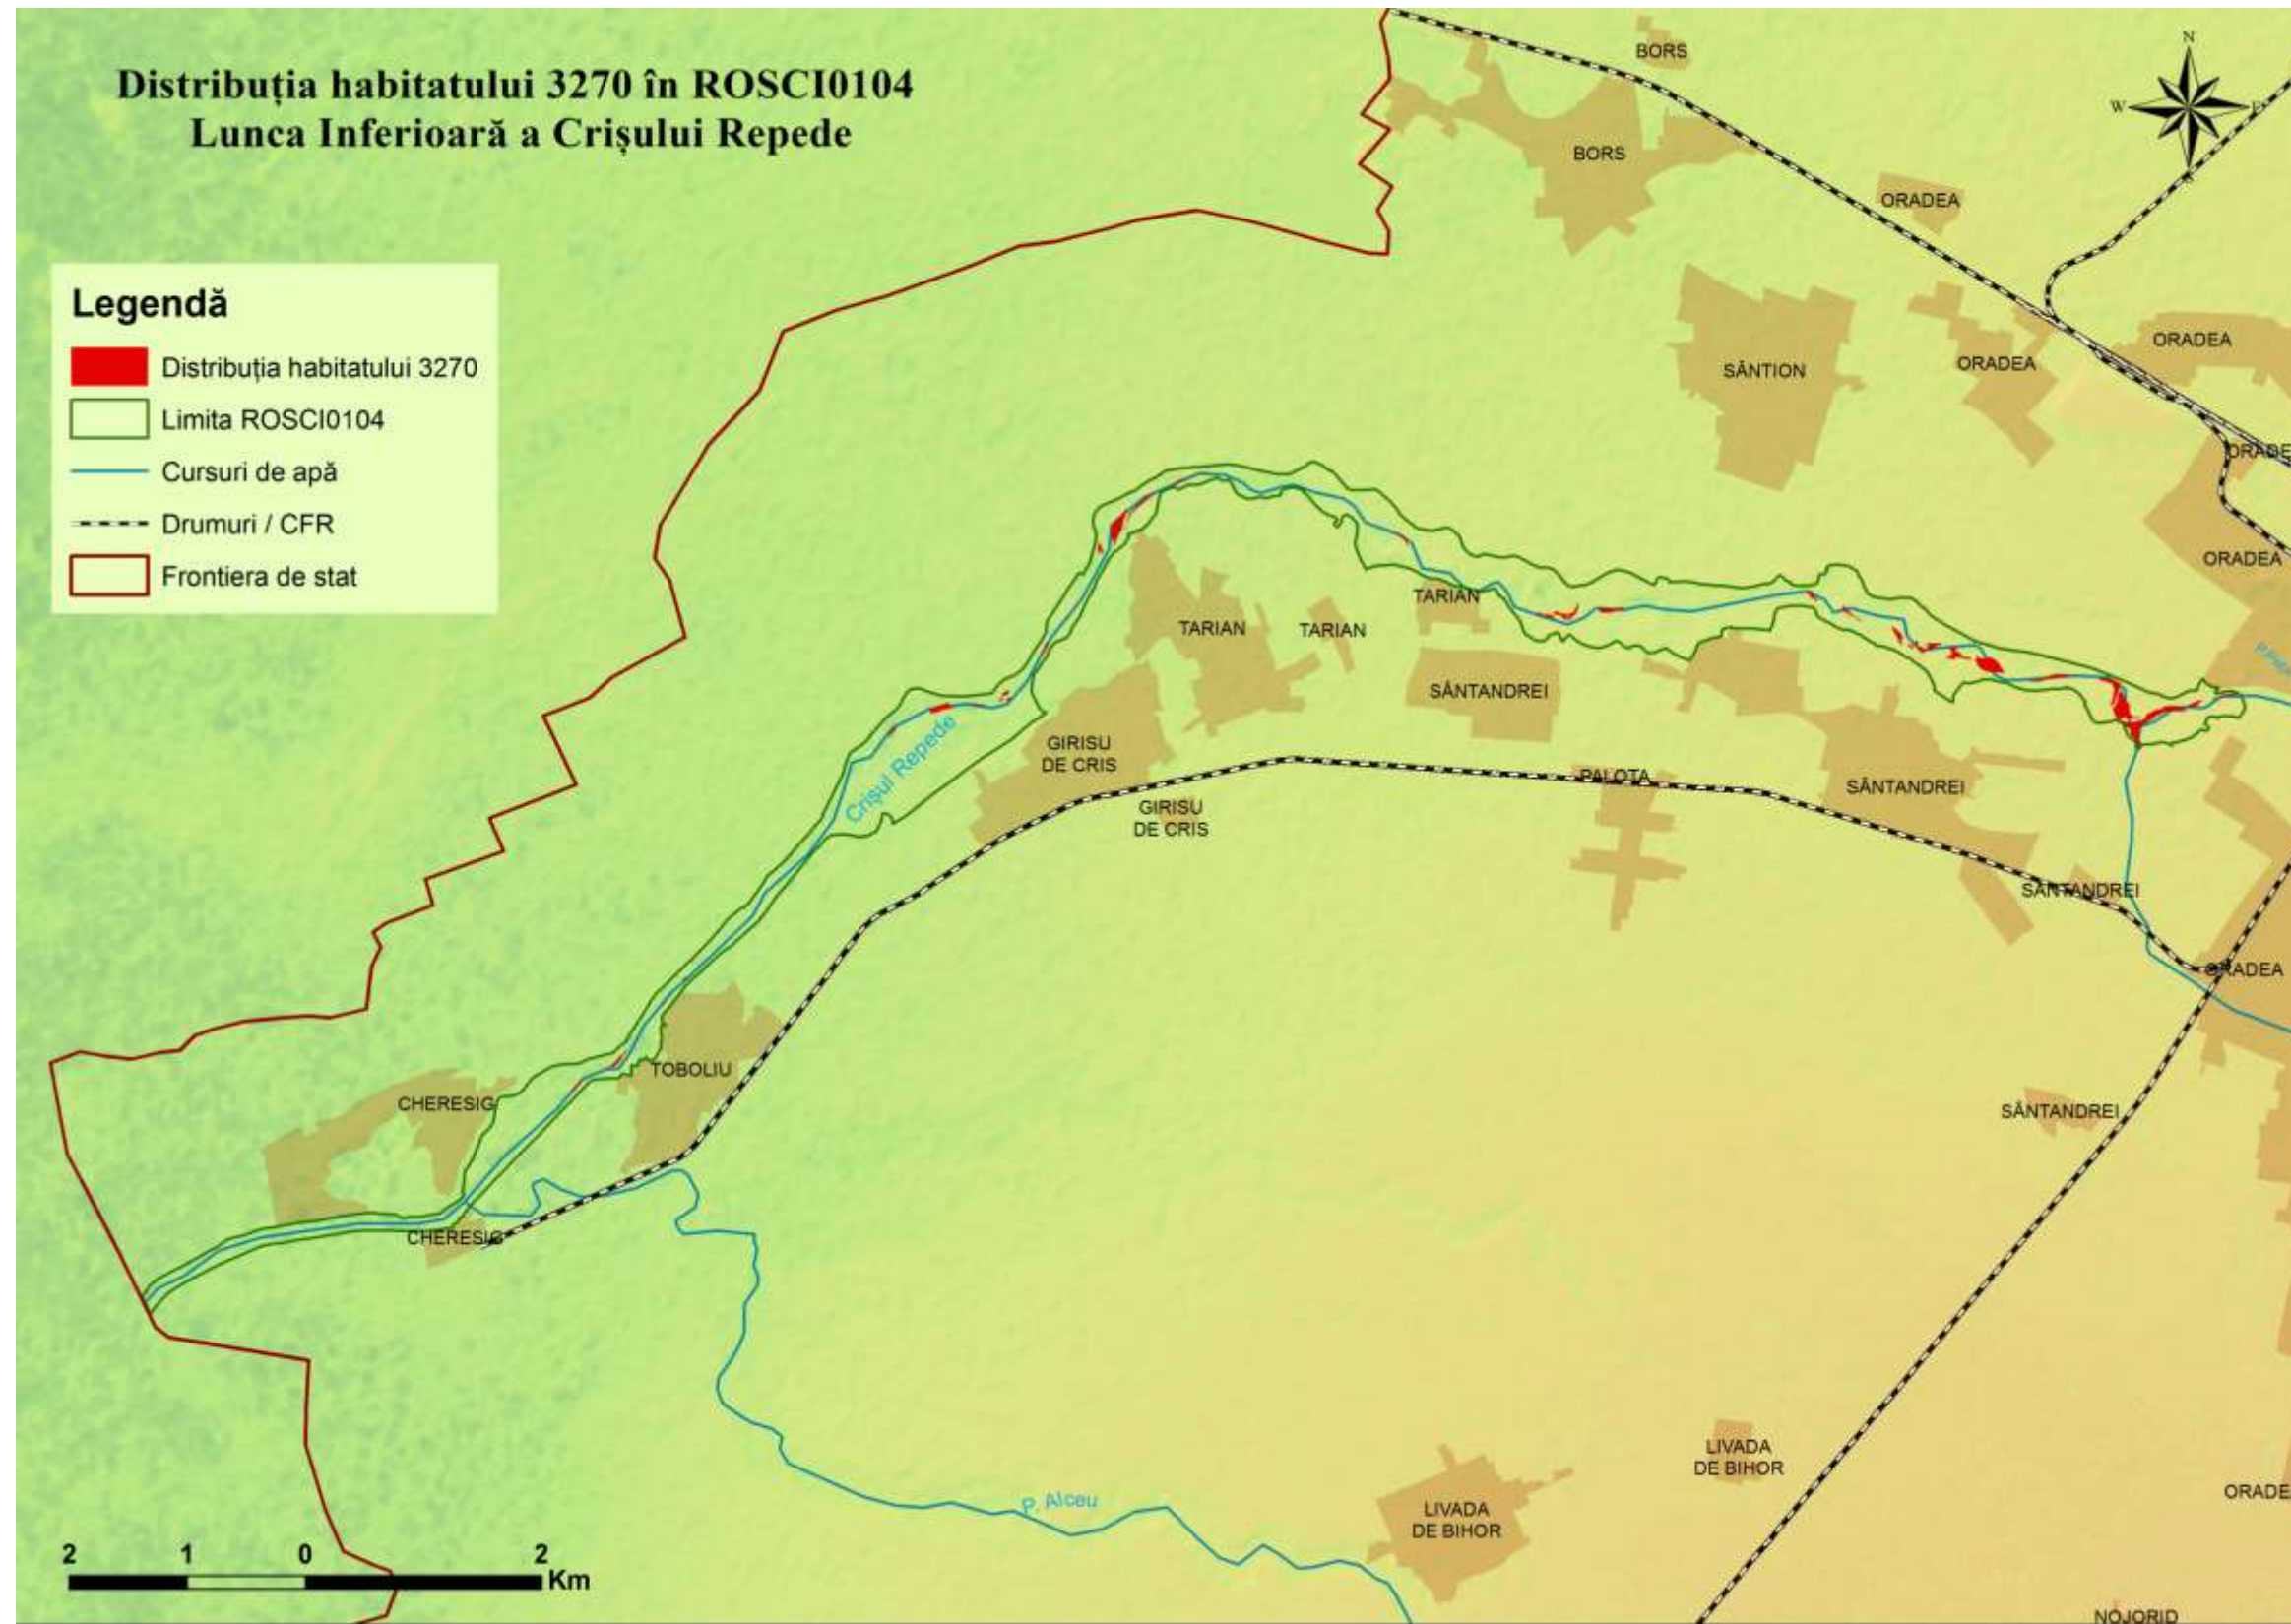 Distribuția habitatului 3270 în ROSCI0104
Lunca Inferioară a Crișului Repede
N
W
E
Legendă
Distribuția habitatului 3270
Limita ROSCI0104
Cursuri de apă
Drumuri / CFR
Frontiera de stat
BORS
BORS
ORADEA
ORADEA
ORADEA
SÂNTION
ORADE
ORADEA
TARIAN
TARIAN
TARIAN
SÂNTANDREI
GIRISU
DE CRIS
Crișul Repede
PALOTA
SÂNTANDREI
GIRISU
DE CRIS
SÂNTANDREI
ORADEA
TOBOLIU
CHERESIG
SÂNTANDREI
CHERESIG
LIVADA
DE BIHOR
ORADE
P. Alceu
LIVADA
DE BIHOR
NOJORID
2 1 0 2
Km